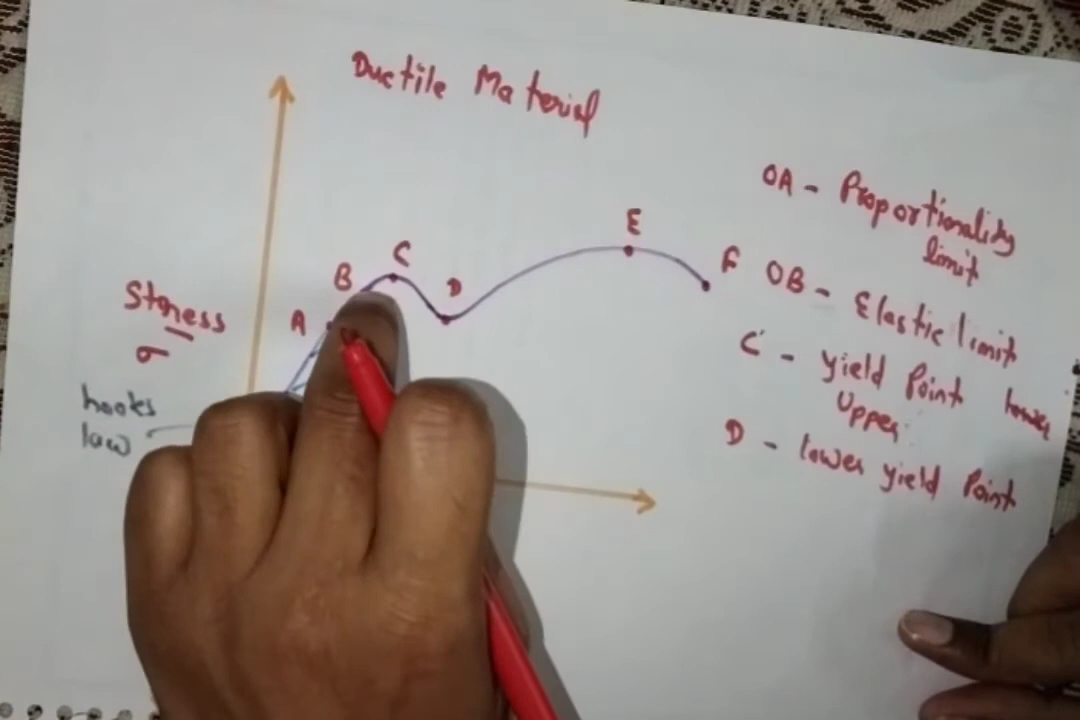 Ductile Material
E
C
F
B
D
A
Stress
σ
hooks
law
OA - Proportionality
limit
OB - Elastic limit
C - Yield Point lower
Upper
D - lower yield Point